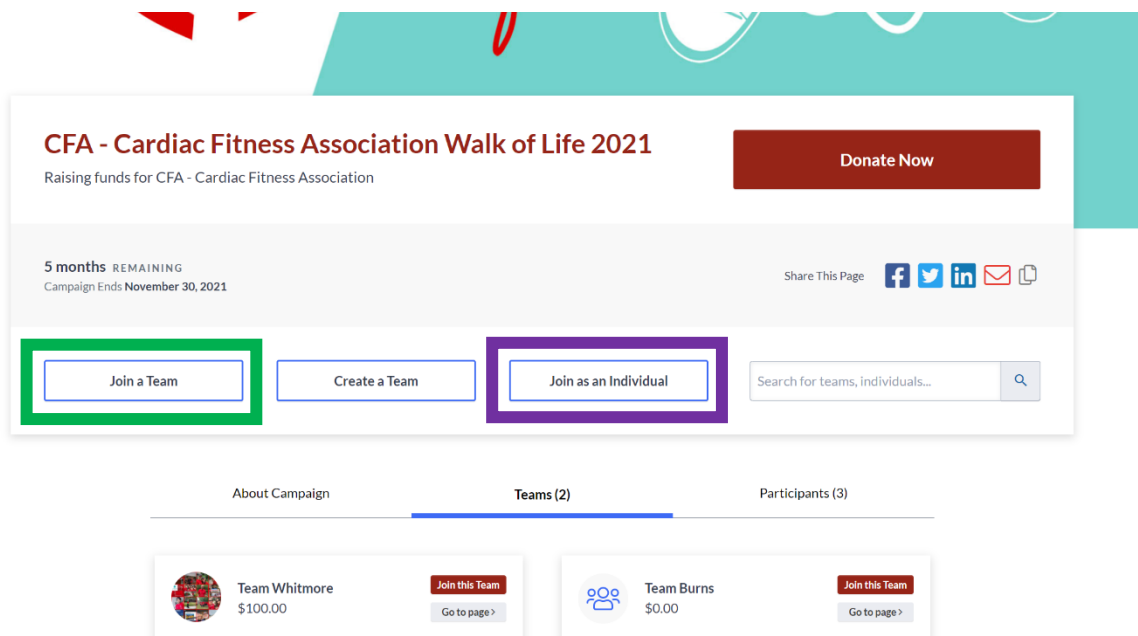 CFA - Cardiac Fitness Association Walk of Life 2021
Donate Now
Raising funds for CFA - Cardiac Fitness Association
5 months REMAINING
Campaign Ends November 30, 2021
Share This Page
Join a Team
Create a Team
Join as an Individual
Search for teams, individuals...
About Campaign
Teams (2)
Participants (3)
Team Whitmore
$100.00
Join this Team
Go to page >
Team Burns
$0.00
Join this Team
Go to page >